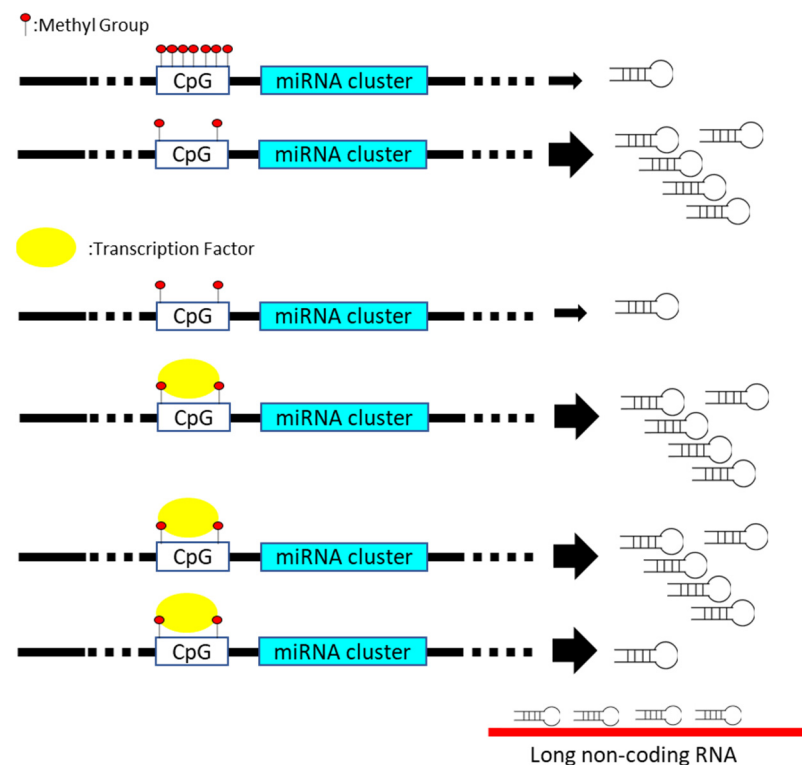 :Methyl Group
CpG miRNA cluster
CpG miRNA cluster
:Transcription Factor
CpG miRNA cluster
CpG miRNA cluster
CpG miRNA cluster
CpG miRNA cluster
Long non-coding RNA